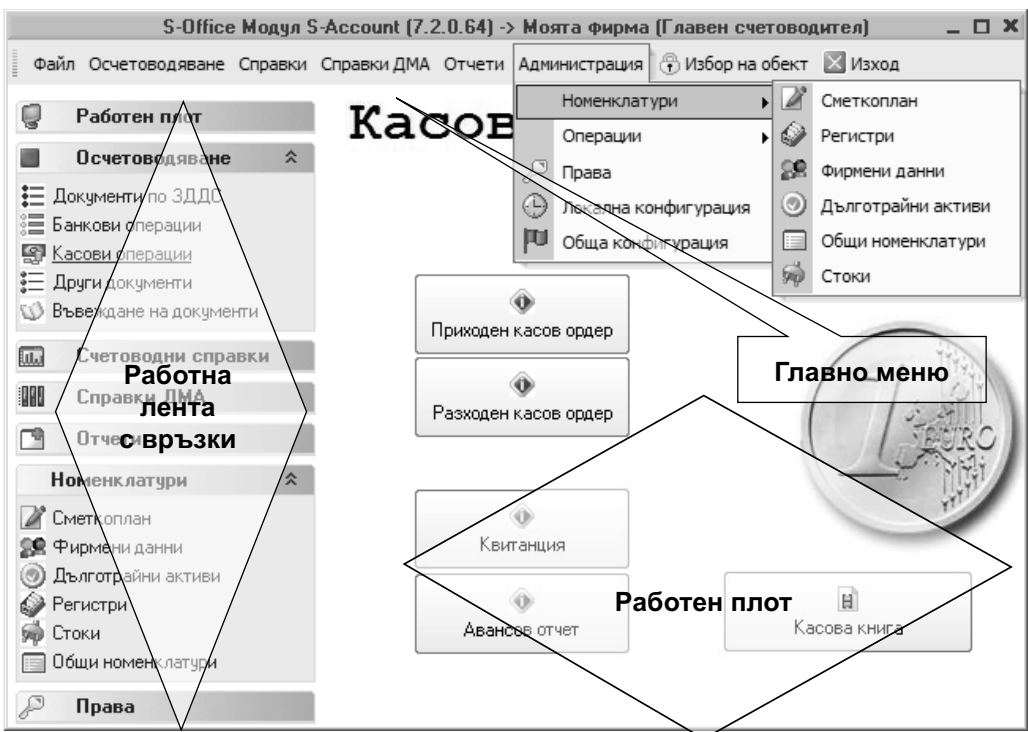 S-Office Модул S-Account (7.2.0.64) -> Моята фирма (Главен счетоводител)
Файл Осчетоводяване Справки Справки ДМА Отчети Администрация Избор на обект Изход
Номенклатури
Операции
Права
Локална конфигурация
Обща конфигурация
Сметкоплан
Регистри
Фирмени данни
Дълготрайни активи
Общи номенклатури
Стоки
Работен плот
Осчетоводяване
Документи по ЗДДС
Банкови операции
Касови операции
Други документи
Въвеждане на документи
Счетоводни справки
Справки ДМА
Отчети
Номенклатури
Сметкоплан
Фирмени данни
Дълготрайни активи
Регистри
Стоки
Общи номенклатури
Права
Работна
лента
с връзки
Касов
Приходен касов ордер
Разходен касов ордер
Квитанция
Авансов отчет
Касова книга
Главно меню
Работен плот
1 EURO